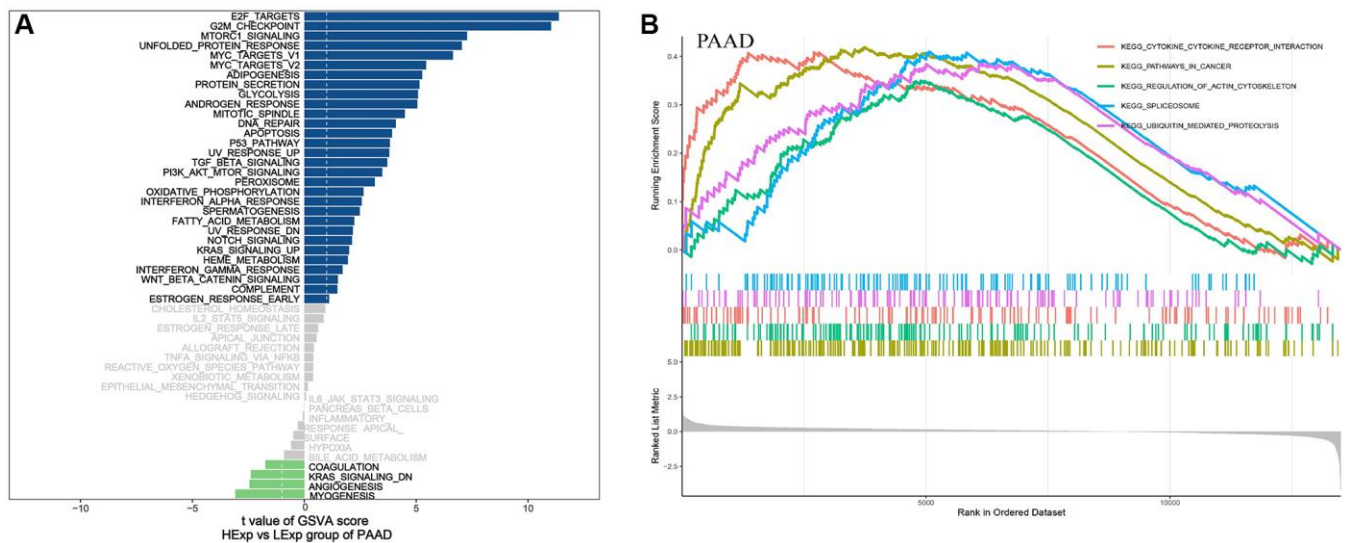 A
E2F_TARGETS
G2M_CHECKPOINT
MTORC1_SIGNALING
UNFOLDED_PROTEIN_RESPONSE
MYC_TARGETS_V1
MYC_TARGETS_V2
ADIPOGENESIS
PROTEIN_SECRETION
GLYCOLYSIS
ANDROGEN_RESPONSE
MITOTIC_SPINDLE
DNA_REPAIR
APOPTOSIS
P53_PATHWAY
UV_RESPONSE_UP
TGF_BETA_SIGNALING
PI3K_AKT_MTOR_SIGNALING
PEROXISOME
OXIDATIVE_PHOSPHORYLATION
INTERFERON_ALPHA_RESPONSE
SPERMATOGENESIS
FATTY_ACID_METABOLISM
UV_RESPONSE_DN
NOTCH_SIGNALING
KRAS_SIGNALING_UP
HEME_METABOLISM
INTERFERON_GAMMA_RESPONSE
WNT_BETA_CATENIN_SIGNALING
COMPLEMENT
ESTROGEN_RESPONSE_EARLY
CHOLESTEROL_HOMEOSTASIS
IL2_STAT5_SIGNALING
ESTROGEN_RESPONSE_LATE
APICAL_JUNCTION
ALLOGRAFT_REJECTION
TNFA_SIGNALING_VIA_NFKB
REACTIVE_OXYGEN_SPECIES_PATHWAY
XENOBIOTIC_METABOLISM
EPITHELIAL_MESENCHYMAL_TRANSITION
HEDGEHOG_SIGNALING
IL6_JAK_STAT3_SIGNALING
PANCREAS_BETA_CELLS
INFLAMMATORY_
RESPONSE APICAL_
SURFACE
HYPOXIA
BILE_ACID_METABOLISM
COAGULATION
KRAS_SIGNALING_DN
ANGIOGENESIS
MYOGENESIS
−10 −5 0 5 10
t value of GSVA score
HExp vs LExp group of PAAD
B
PAAD
KEGG_CYTOKINE_CYTOKINE_RECEPTOR_INTERACTION
KEGG_PATHWAYS_IN_CANCER
KEGG_REGULATION_OF_ACTIN_CYTOSKELETON
KEGG_SPLICEOSOME
KEGG_UBIQUITIN_MEDIATED_PROTEOLYSIS
Running Enrichment Score
0.4
0.3
0.2
0.1
0.0
Ranked List Metric
5.0
2.5
0.0
−2.5
5000 10000
Rank in Ordered Dataset